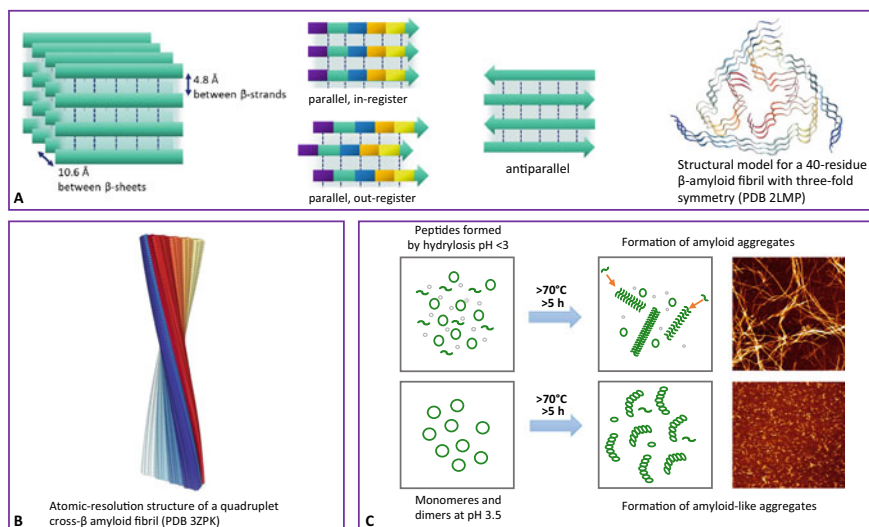 4.8 Å
between β-strands
10.6 Å
between β-sheets
A
parallel, in-register
parallel, out-register
antiparallel
Structural model for a 40-residue
β-amyloid fibril with three-fold
symmetry (PDB 2LMP)
B
Atomic-resolution structure of a quadruplet
cross-β amyloid fibril (PDB 3ZPK)
Peptides formed
by hydrylosis pH <3
Formation of amyloid aggregates
>70°C
>5 h
>70°C
>5 h
C
Monomeres and
dimers at pH 3.5
Formation of amyloid-like aggregates